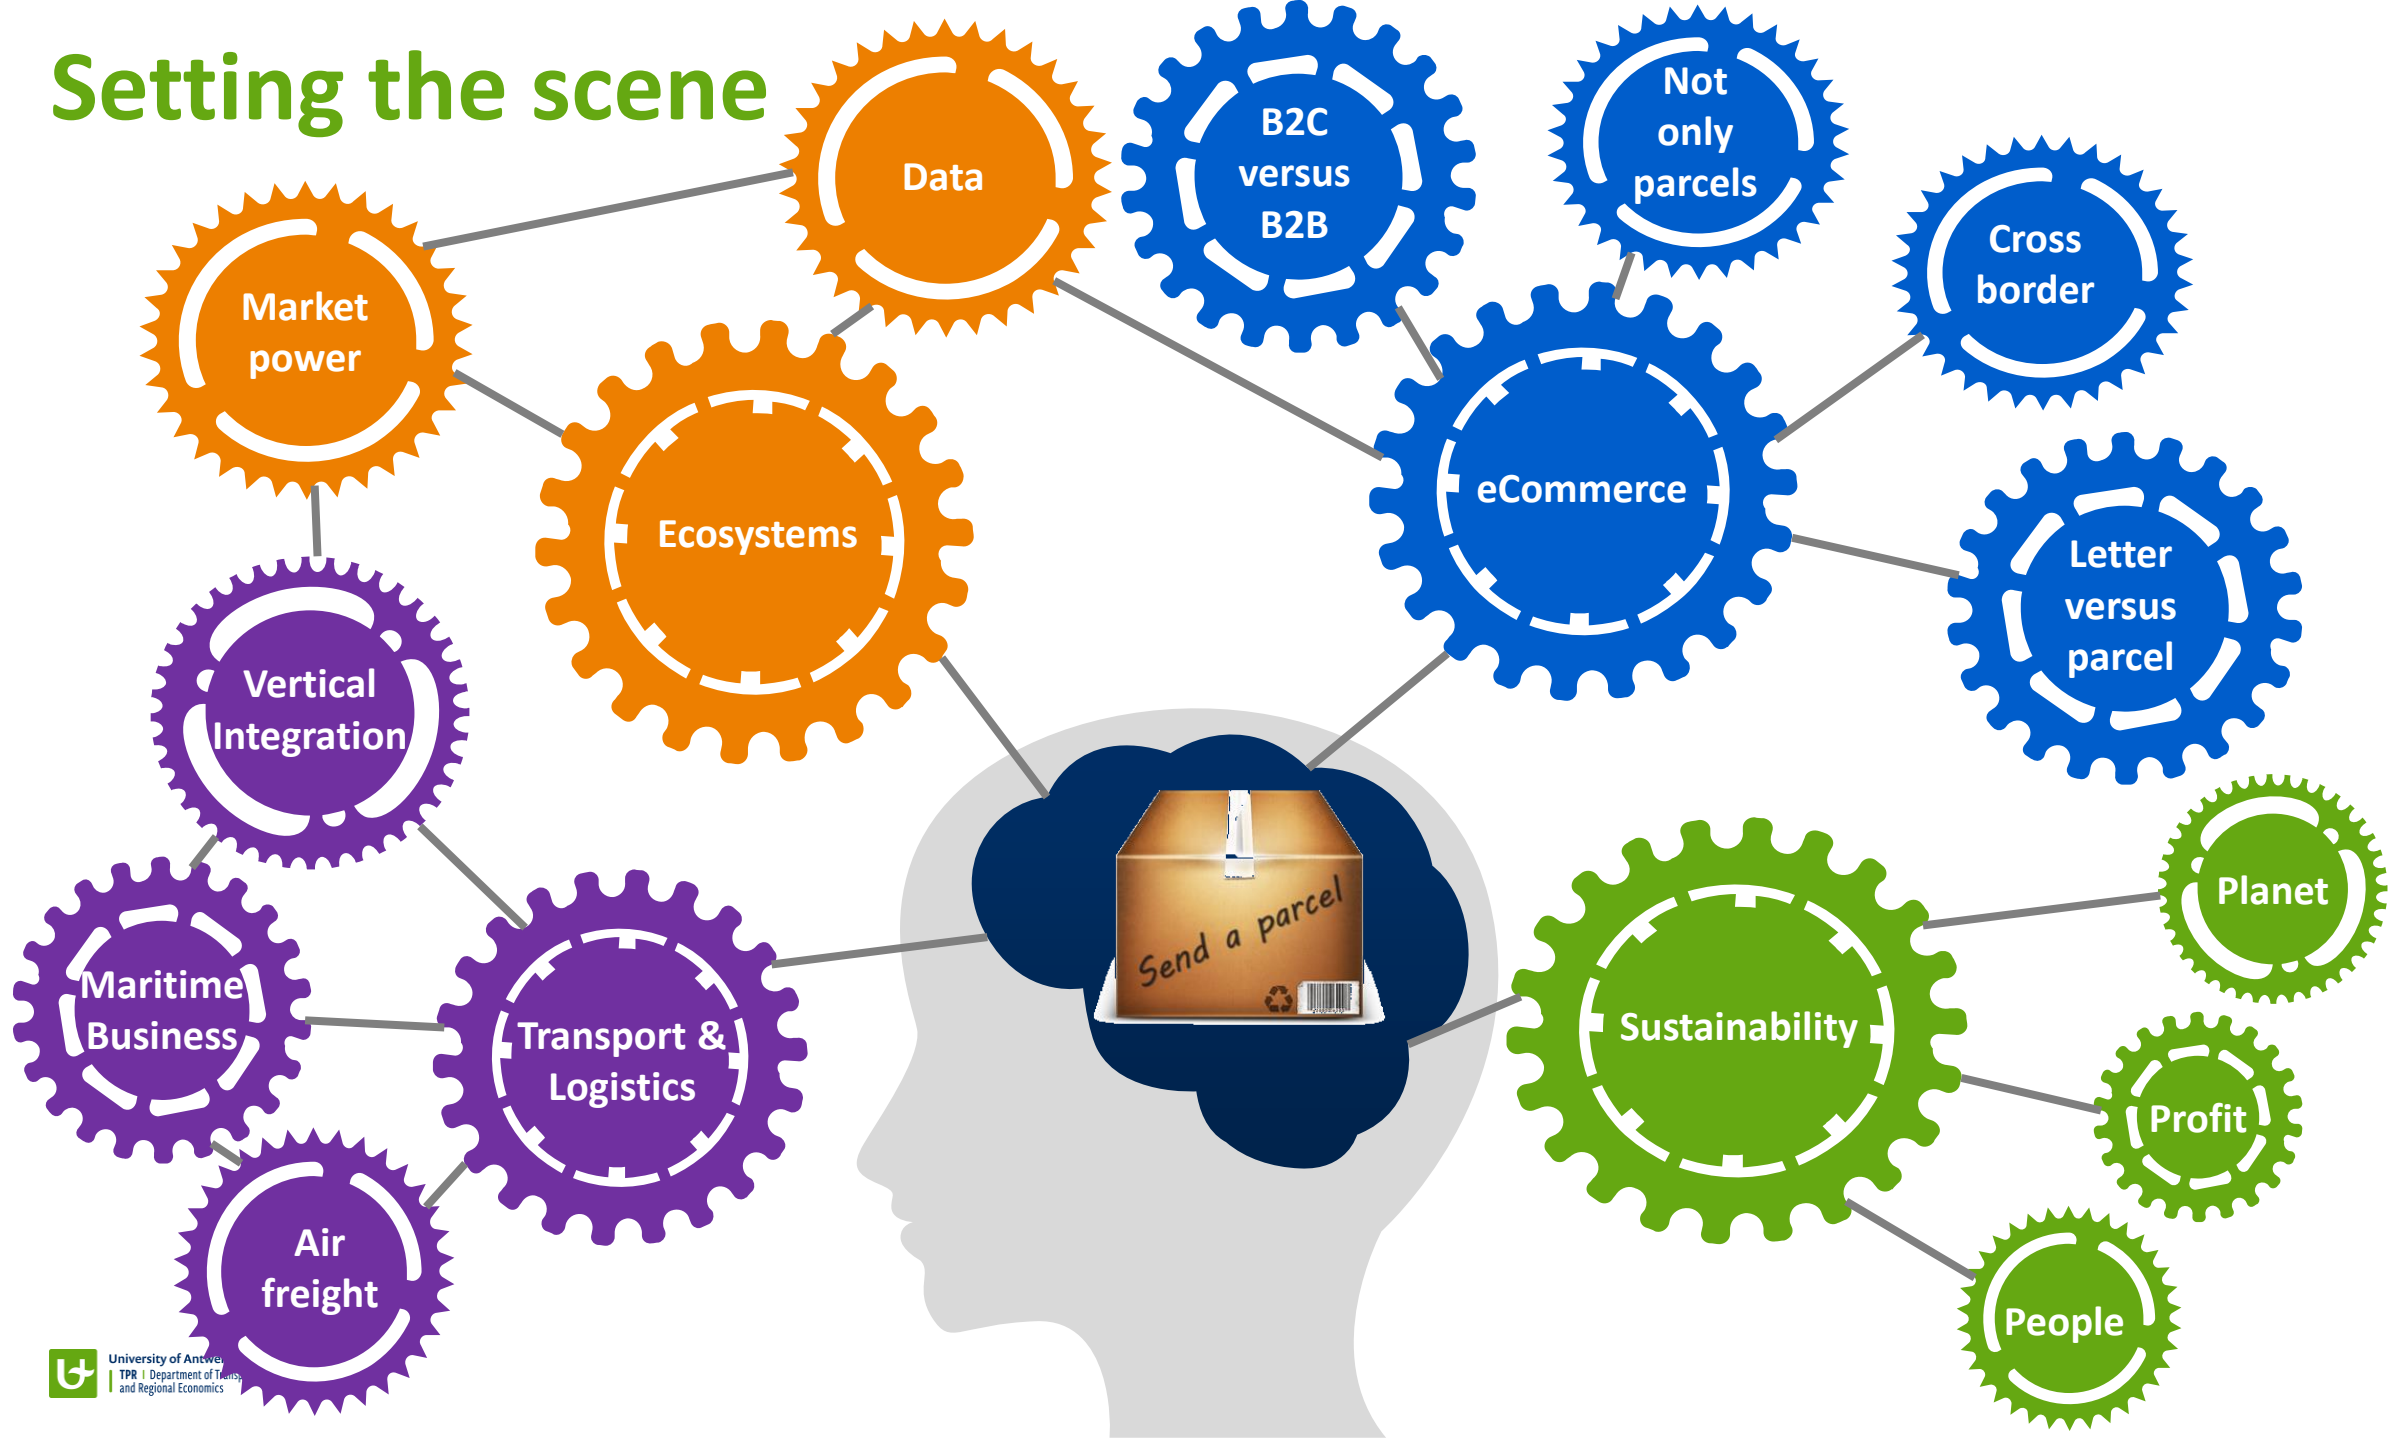 Setting the scene
Data
B2C
versus
B2B
Not
only
parcels
Cross
border
Market
power
Ecosystems
eCommerce
Letter
versus
parcel
Vertical
Integration
Send a parcel
Planet
Maritime
Business
Transport &
Logistics
Sustainability
Profit
Air
freight
People
University of
TPR | Department of
and Regional Economics